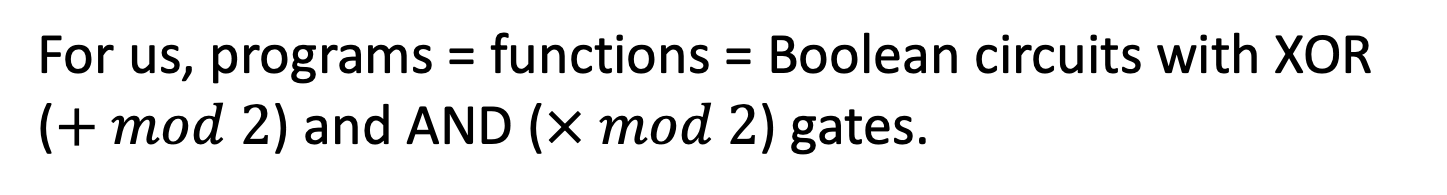 For us, programs = functions = Boolean circuits with XOR
(+ mod 2) and AND (× mod 2) gates.